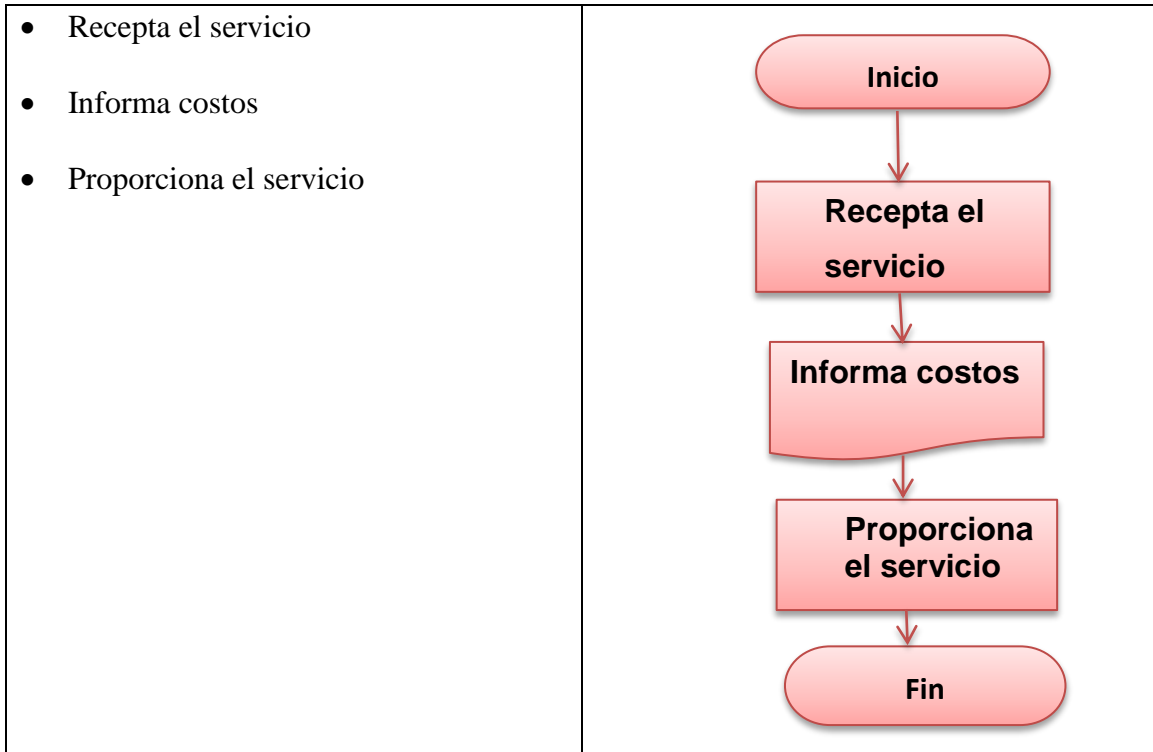 • Recepta el servicio
• Informa costos
• Proporciona el servicio
Inicio
Recepta el
servicio
Informa costos
Proporciona
el servicio
Fin